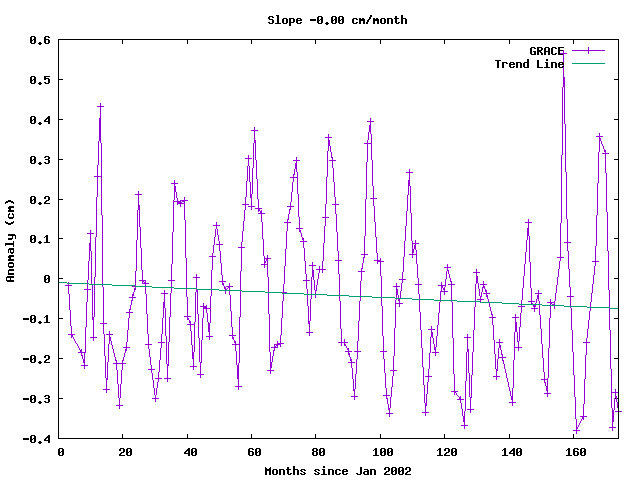 Slope -0.00 cm/month
0.6
GRACE
Trend Line
0.5
0.4
0.3
0.2
0.1
0
-0.1
-0.2
-0.3
-0.4
Anomaly (cm)
0 20 40 60 80 100 120 140 160
Months since Jan 2002